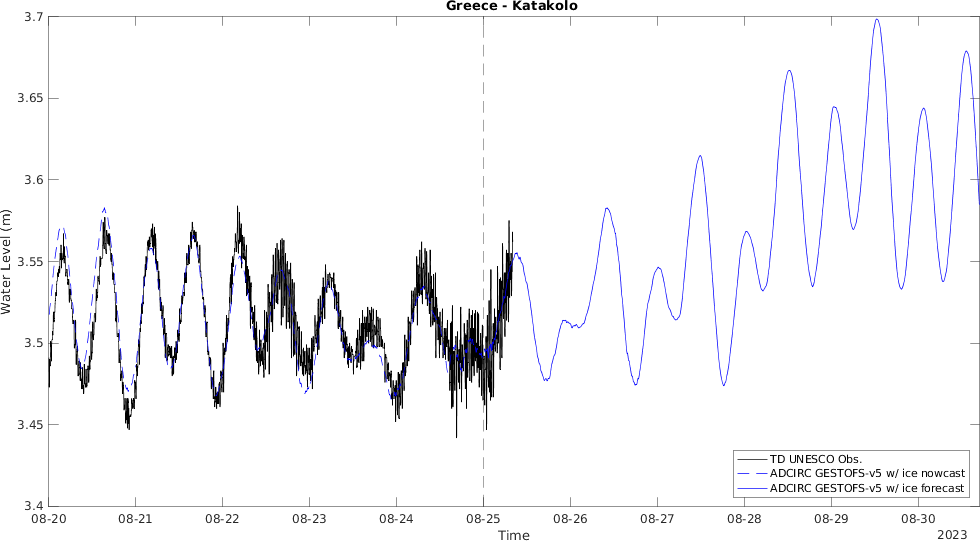 Greece - Katakolo
3.7
3.65
3.6
3.55
3.5
3.45
3.4
Water Level (m)
08-20 08-21 08-22 08-23 08-24 08-25 08-26 08-27 08-28 08-29 08-30
Time
2023
TD UNESCO Obs.
ADCIRC GESTOFS-v5 w/ ice nowcast
ADCIRC GESTOFS-v5 w/ ice forecast